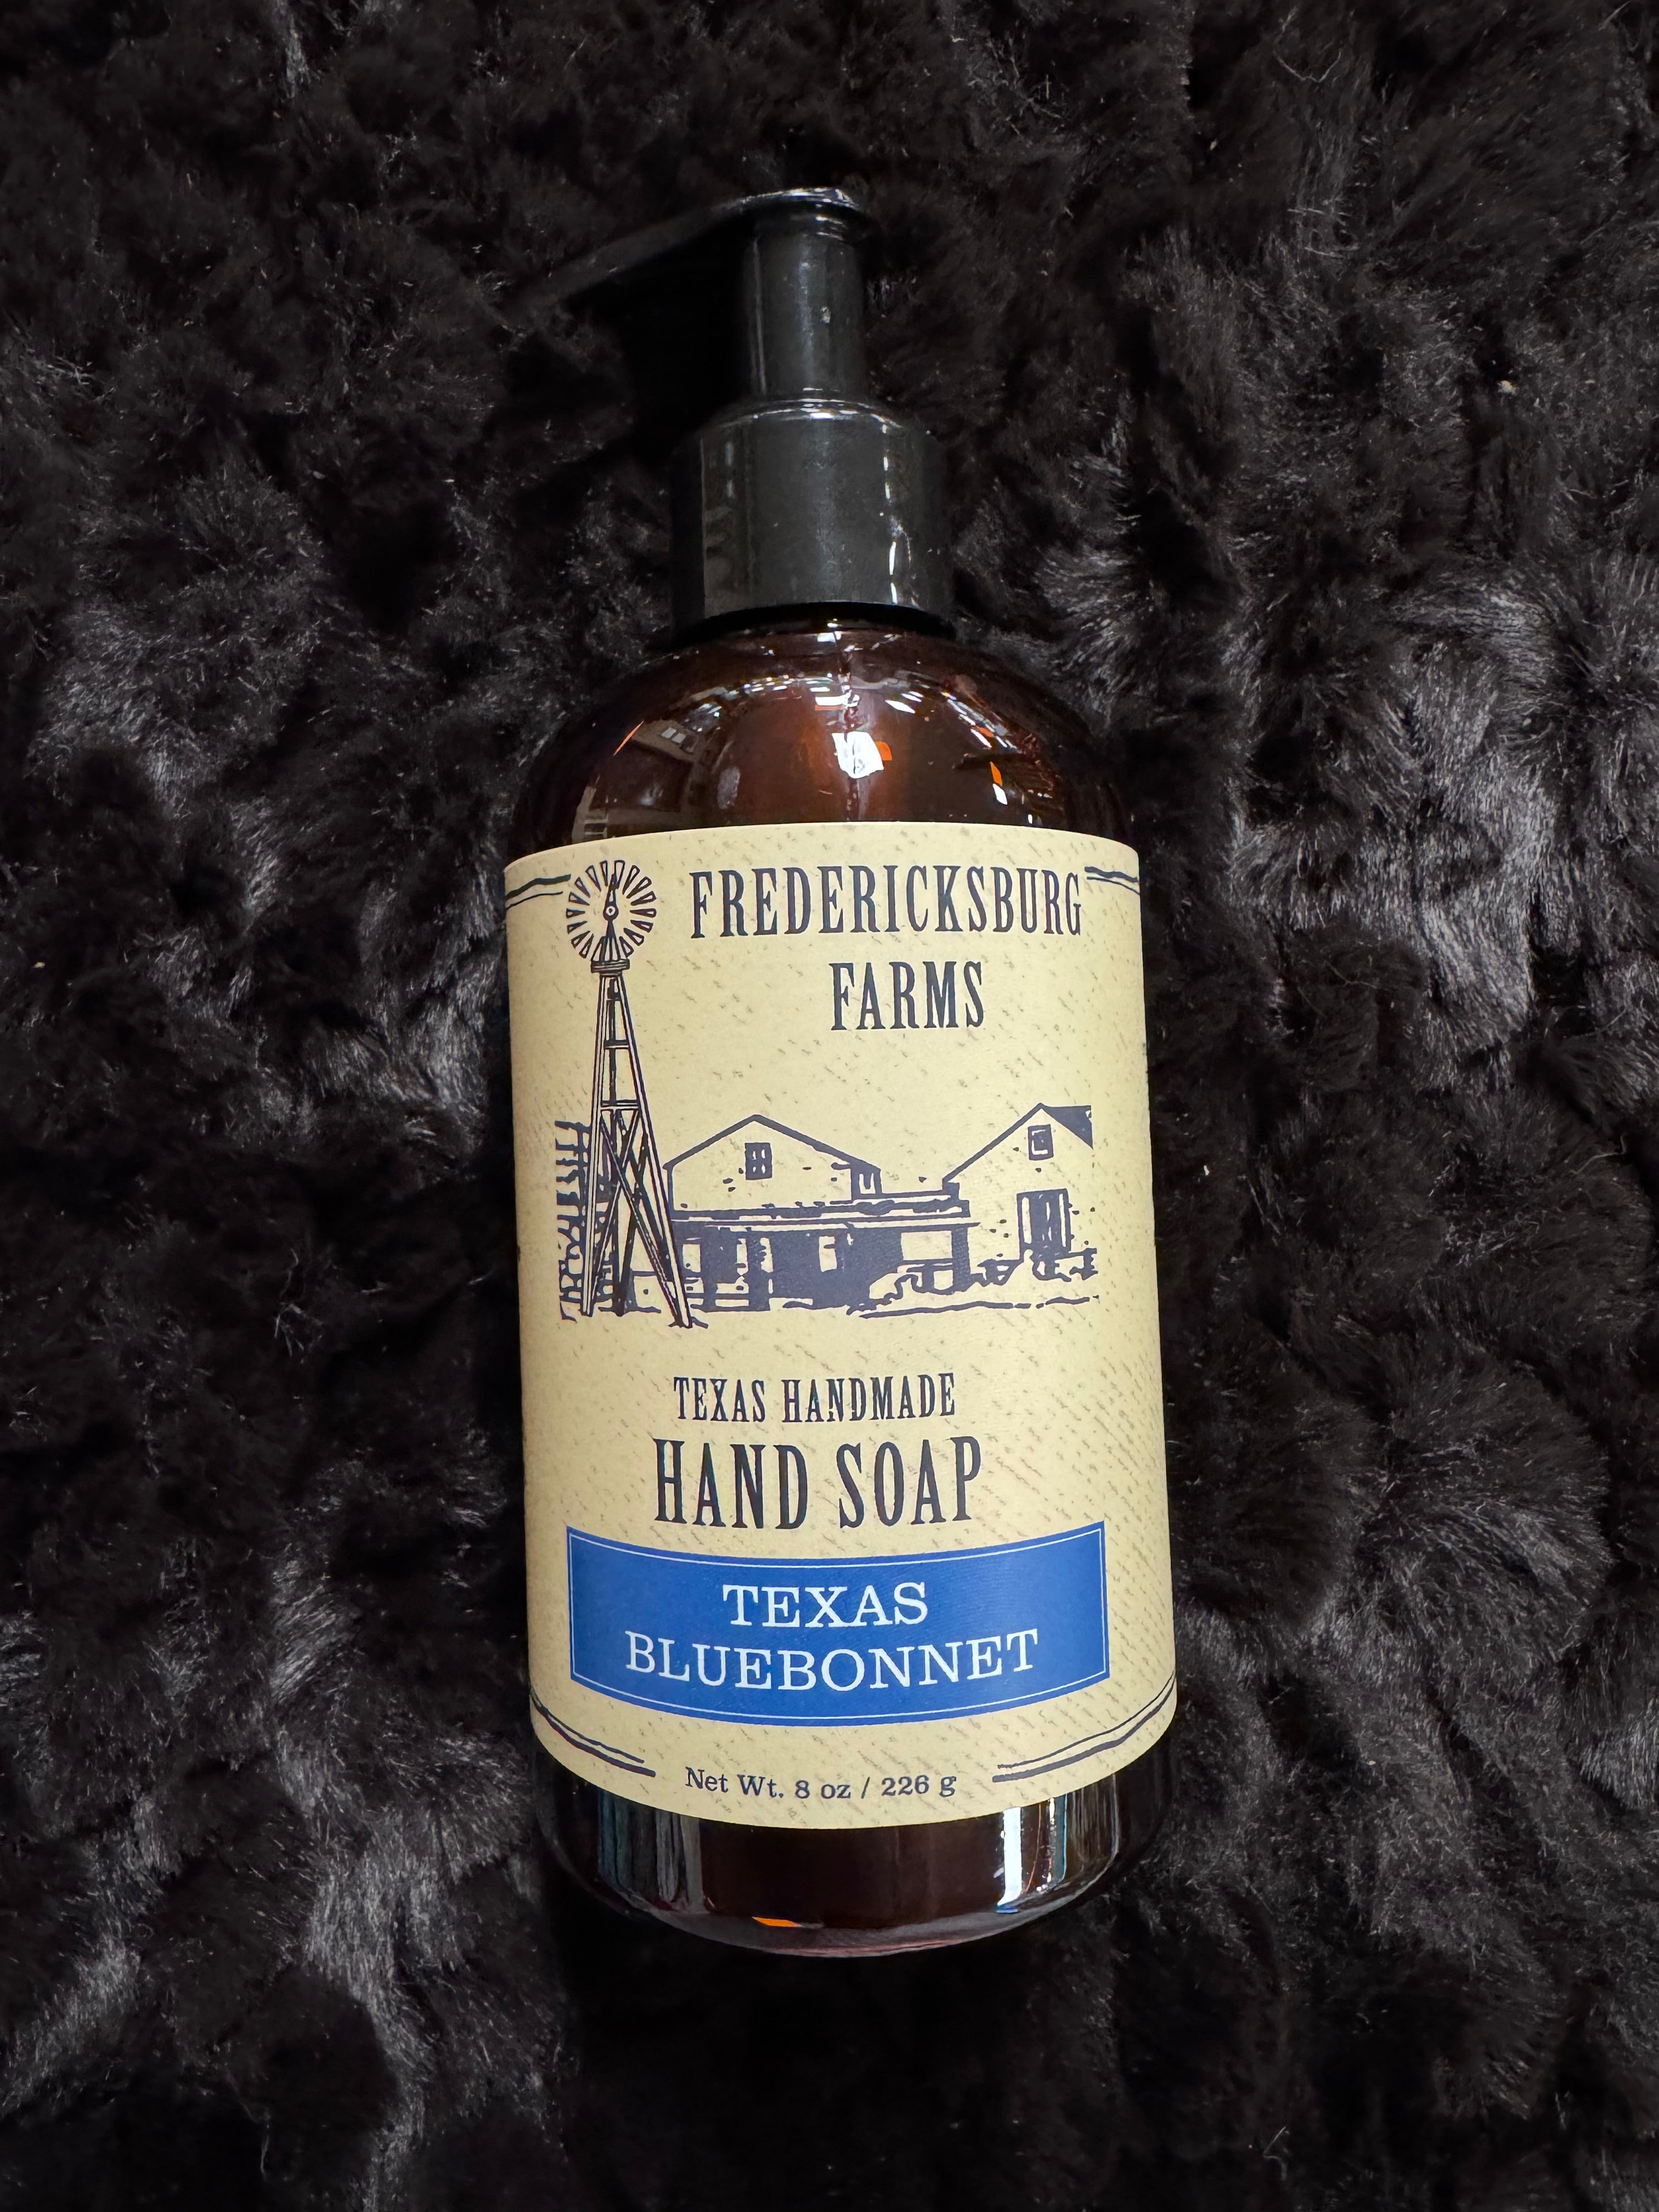 FREDERICKSBURG
FARMS
TEXAS HANDMADE
HAND SOAP
TEXAS
BLUEBONNET
Net Wt. 8 oz / 226 g